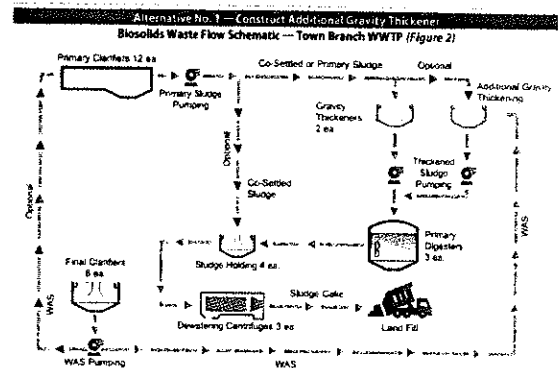 Alternative No. 1 — Construct Additional Gravity Thickener
Biosolids Waste Flow Schematic — Town Branch WWTP (Figure 2)
Primary Clarifiers 12 ea
Co-Settled or Primary Sludge
Optional
Primary Sludge
Pumping
Additional Gravity
Thickening
Gravity
Thickeners
2 ea
Optional
Optional
Thickened
Sludge
Pumping
Co-Settled
Sludge
WAS
Primary
Digesters
3 ea
Final Clarifiers
6 ea
Sludge Holding 4 ea
WAS
Sludge Cake
Dewatering Centrifuges 3 ea
Land Fill
WAS Pumping
WAS